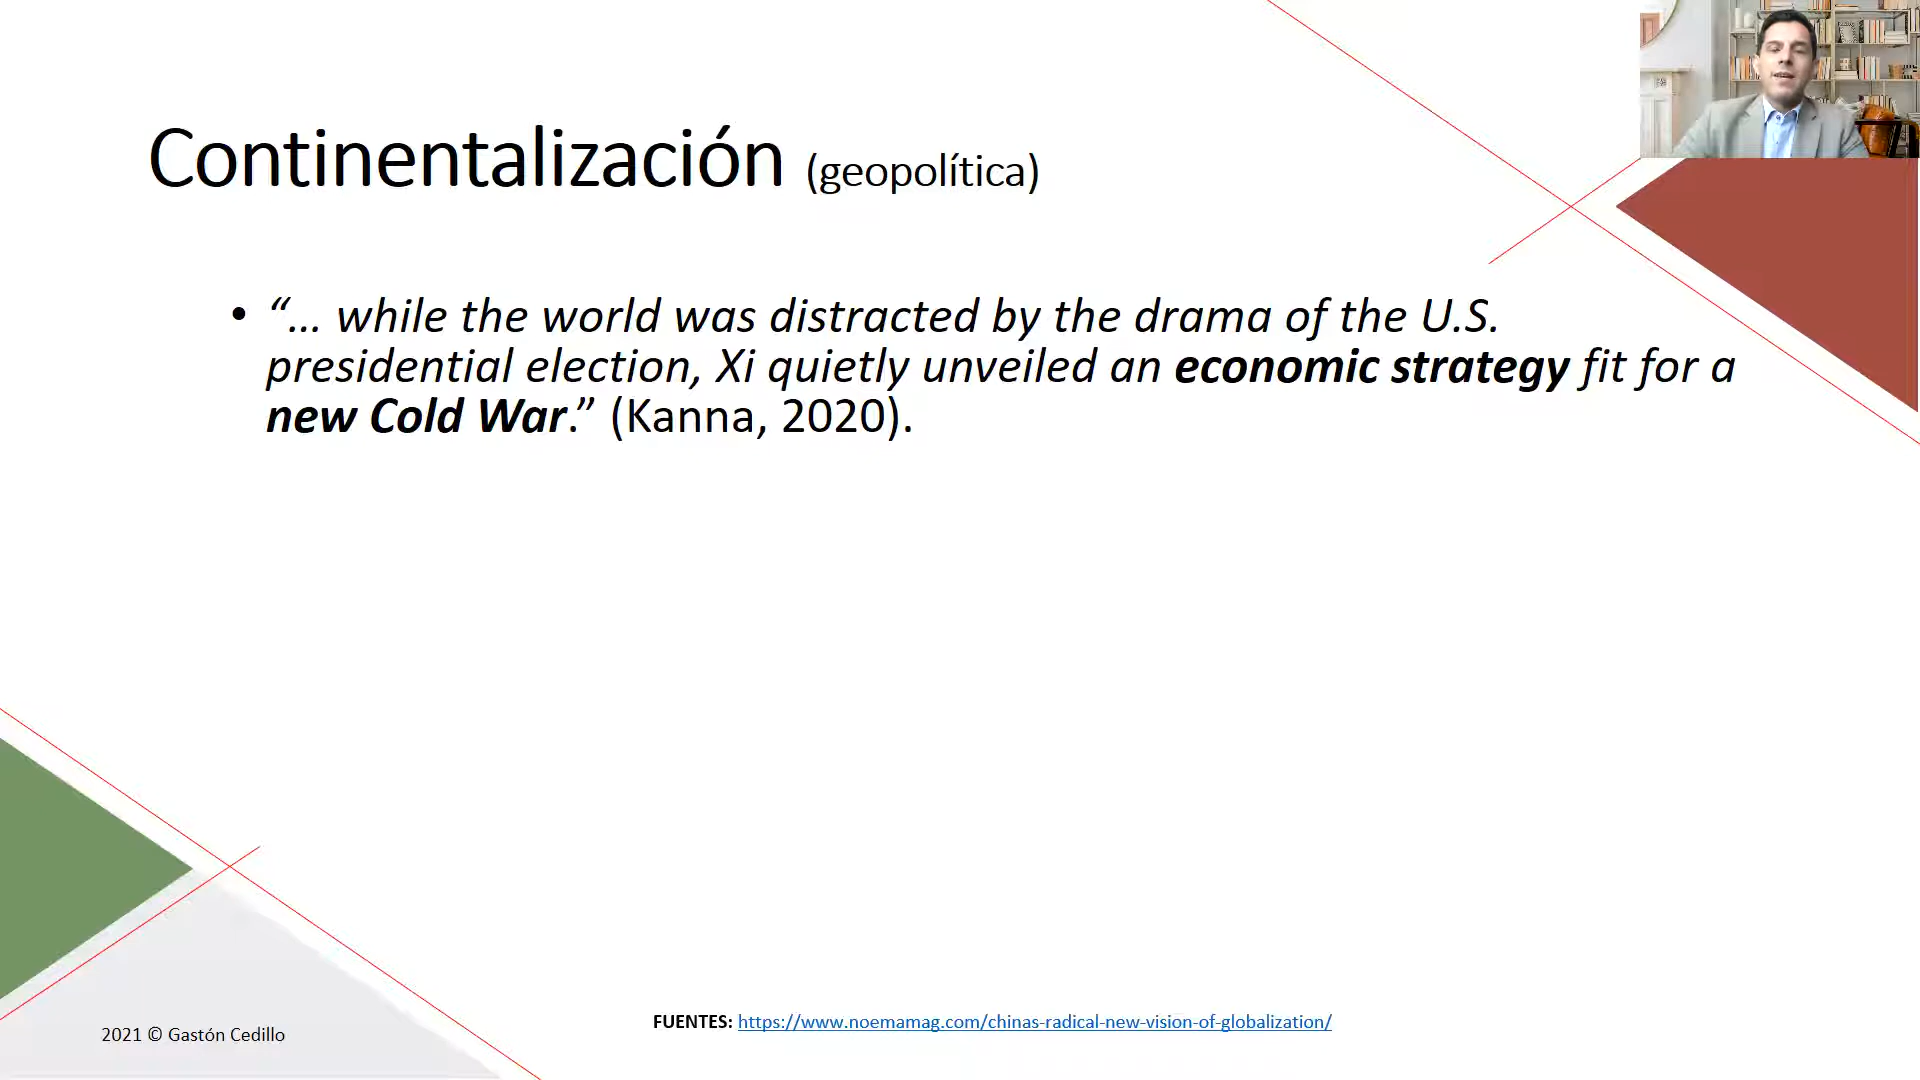 Continentalización (geopolítica)
• “... while the world was distracted by the drama of the U.S.
presidential election, Xi quietly unveiled an economic strategy fit for a
new Cold War.” (Kanna, 2020).
FUENTES: https://www.noemamag.com/chinas-radical-new-vision-of-globalization/
2021 © Gastón Cedillo